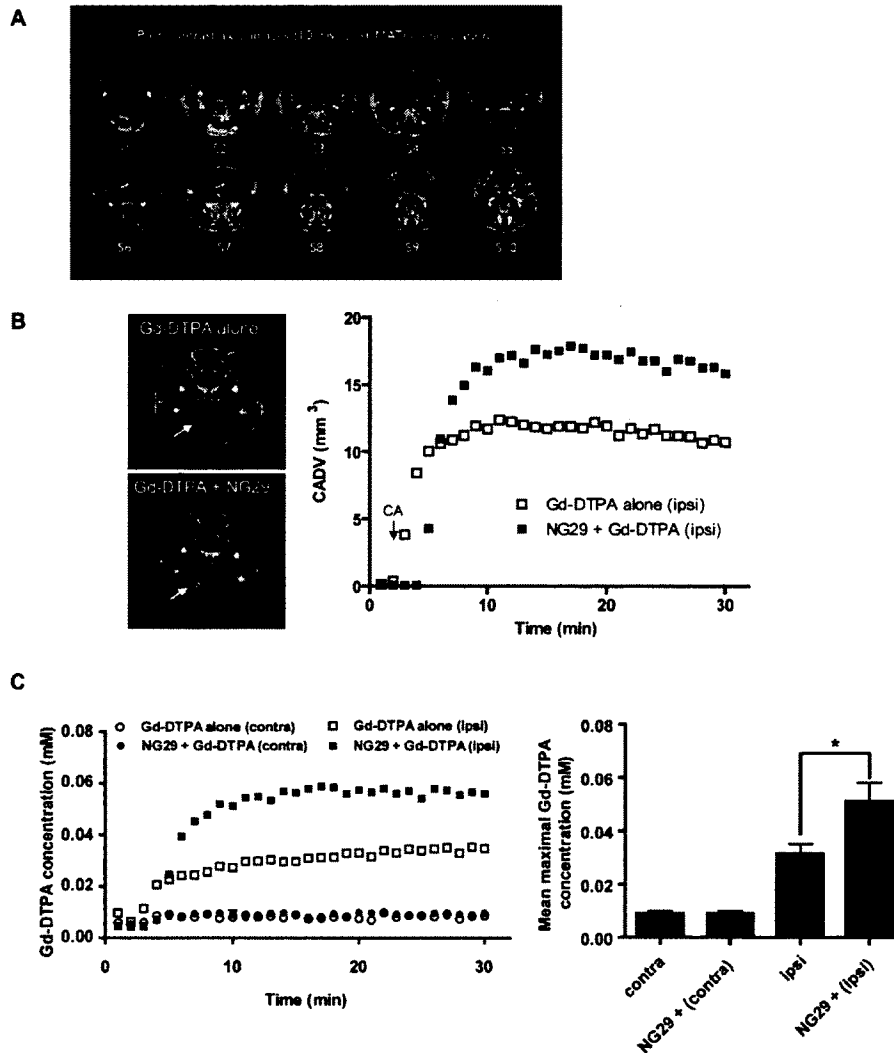 A
S2
S3
S4
S6
S7
S8
S9
B
Gd-DTPA alone
Gd-DTPA + NG29
20
15
10
5
0
CADV (mm³)
CA
Gd-DTPA alone (ipsi)
NG29 + Gd-DTPA (ipsi)
0 10 20 30
Time (min)
C
Gd-DTPA alone (contra)
Gd-DTPA alone (ipsi)
NG29 + Gd-DTPA (contra)
NG29 + Gd-DTPA (ipsi)
0.08
0.06
0.04
0.02
0.00
Gd-DTPA concentration (mM)
0 10 20 30
Time (min)
0.08
0.06
0.04
0.02
0.00
Mean maximal Gd-DTPA
concentration (mM)
*
contra
NG29 + (contra)
ipsi
NG29 + (ipsi)